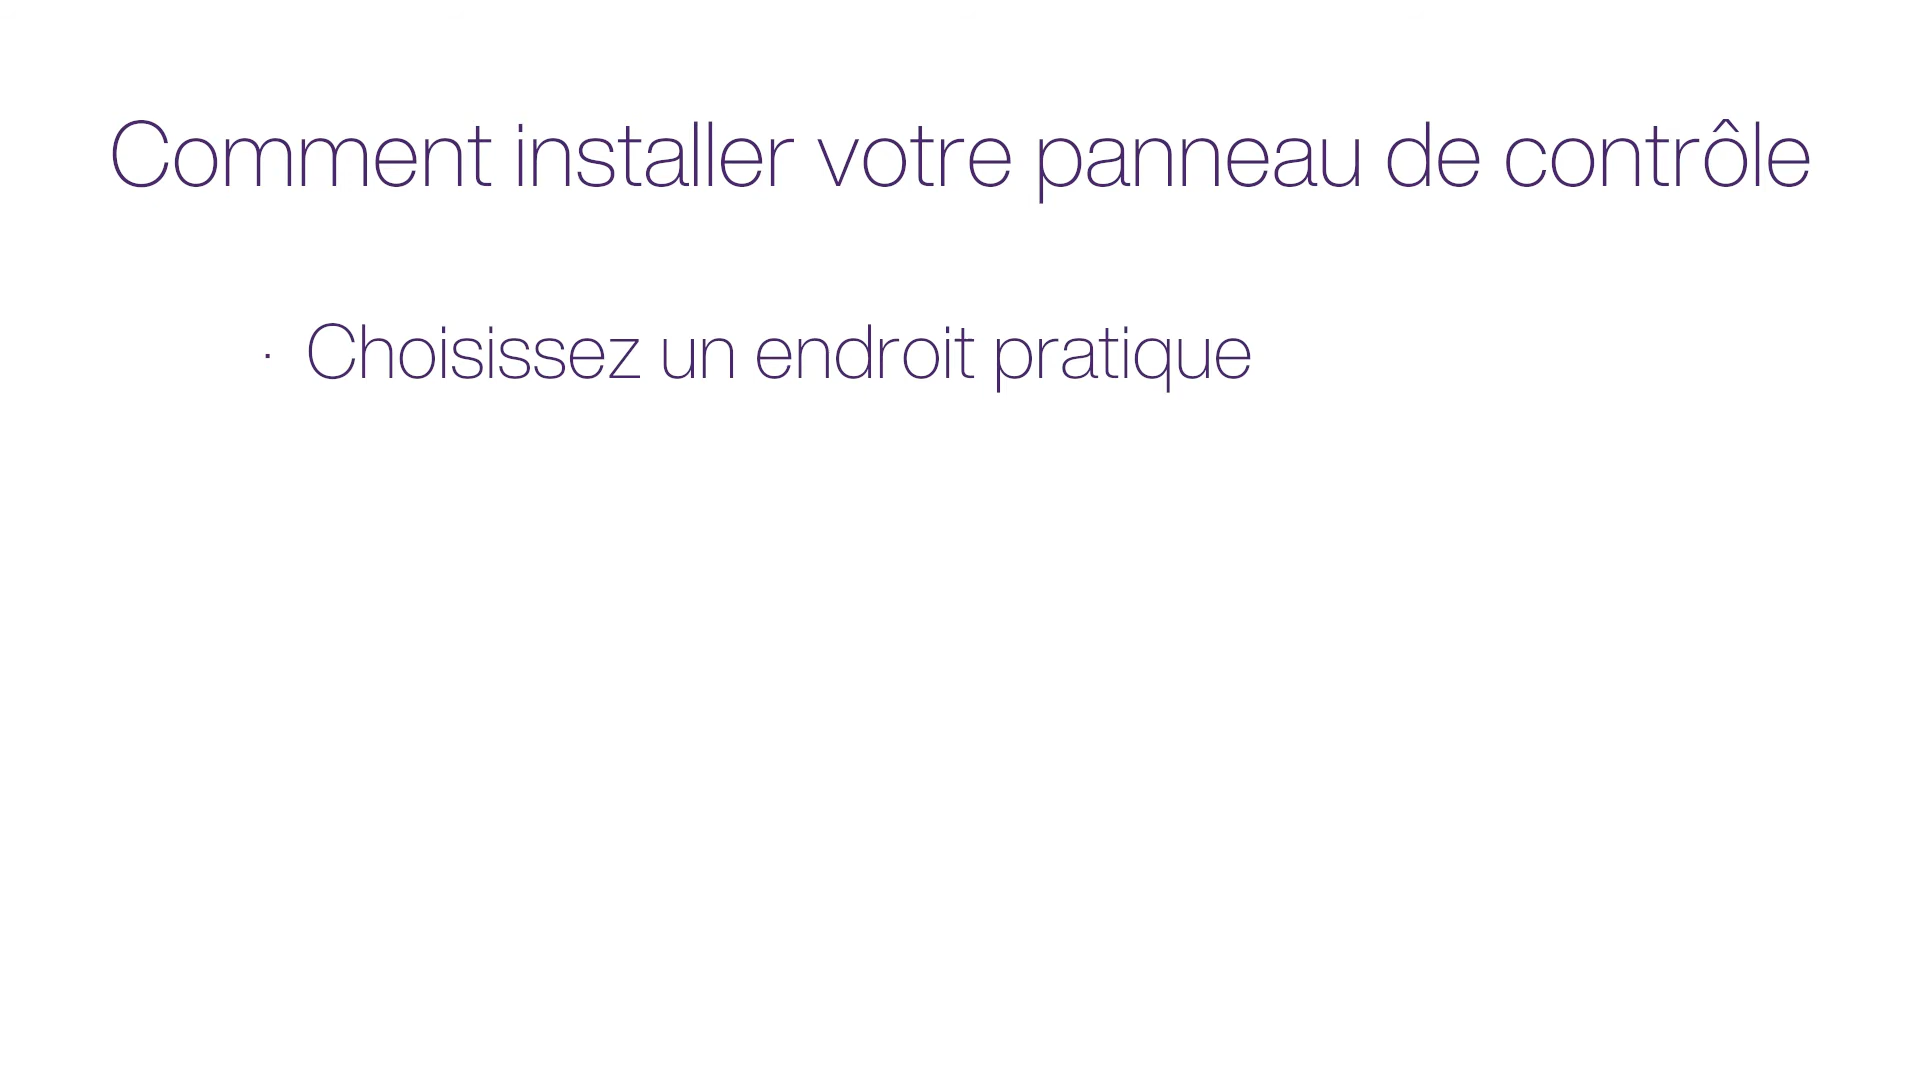 Comment installer votre panneau de contrôle
· Choisissez un endroit pratique